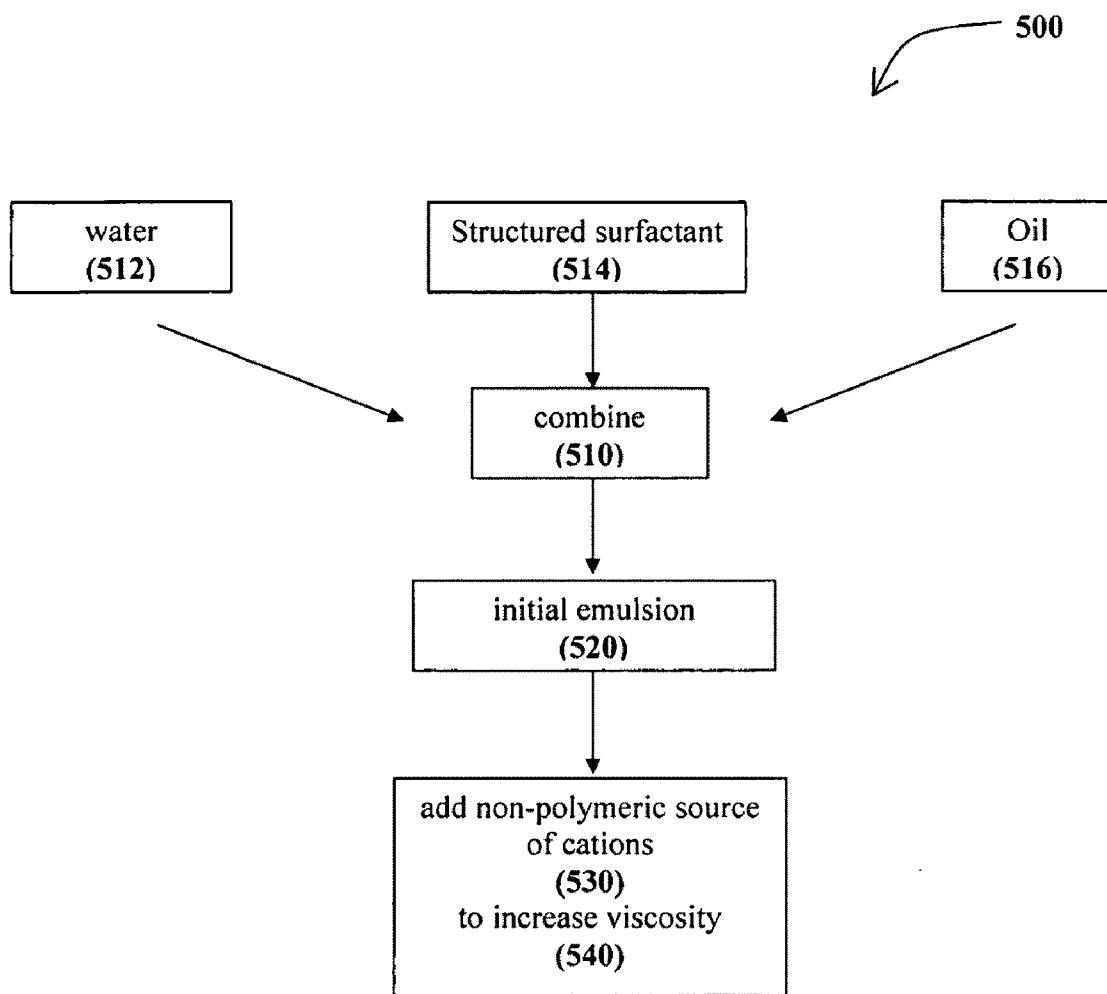 500
water
(512)
Structured surfactant
(514)
Oil
(516)
combine
(510)
initial emulsion
(520)
add non-polymeric source
of cations
(530)
to increase viscosity
(540)